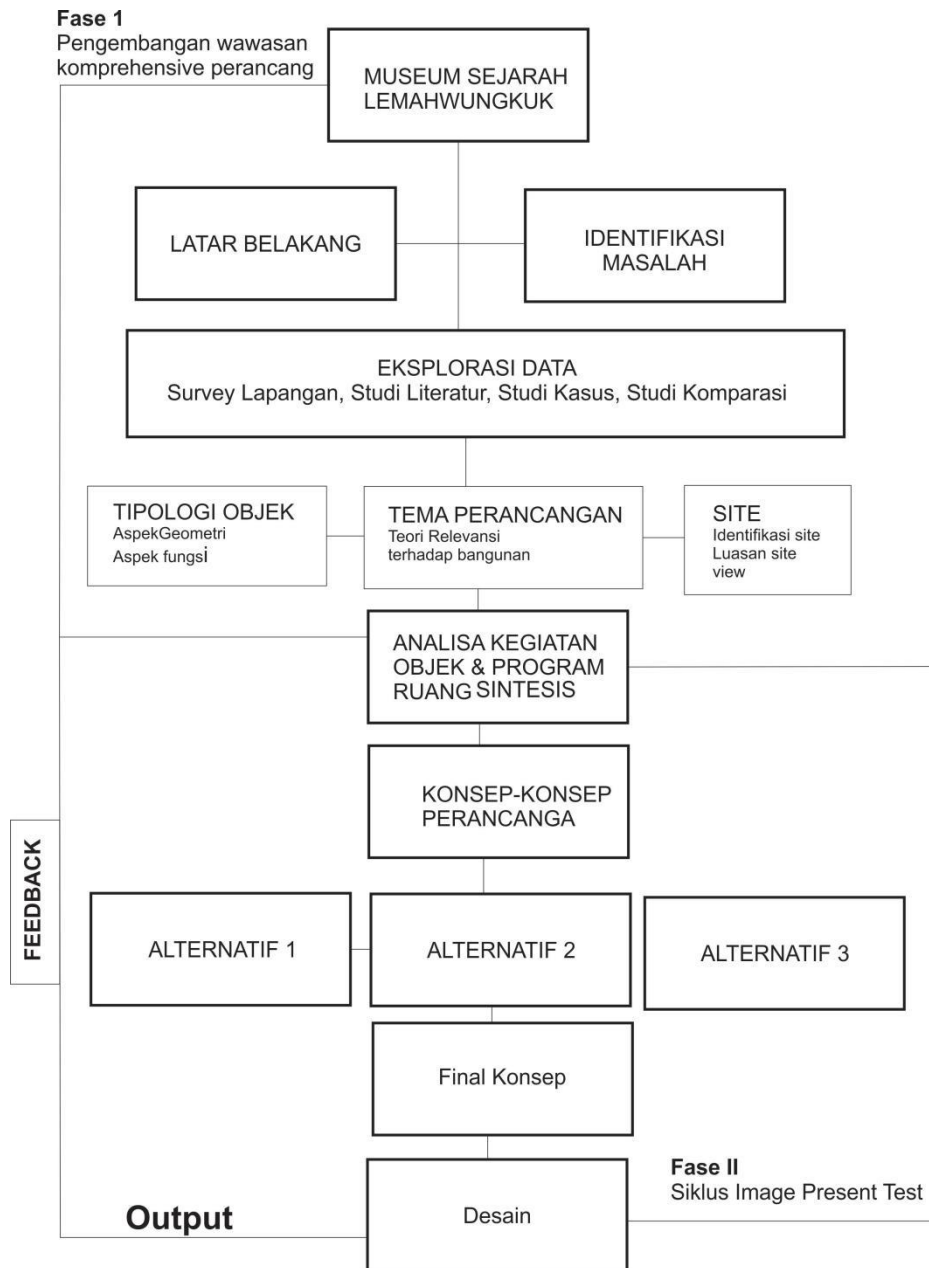 Fase 1
Pengembangan wawasan
komprehensive perancang
MUSEUM SEJARAH
LEMAHWUNGKUK
LATAR BELAKANG
IDENTIFIKASI
MASALAH
EKSPLORASI DATA
Survey Lapangan, Studi Literatur, Studi Kasus, Studi Komparasi
TIPOLOGI OBJEK
AspekGeometri
Aspek fungsi
TEMA PERANCANGAN
Teori Relevansi
terhadap bangunan
SITE
Identifikasi site
Luasan site
view
ANALISA KEGIATAN
OBJEK & PROGRAM
RUANG SINTESIS
KONSEP-KONSEP
PERANCANGA
FEEDBACK
ALTERNATIF 1
ALTERNATIF 2
ALTERNATIF 3
Final Konsep
Fase II
Siklus Image Present Test
Output
Desain